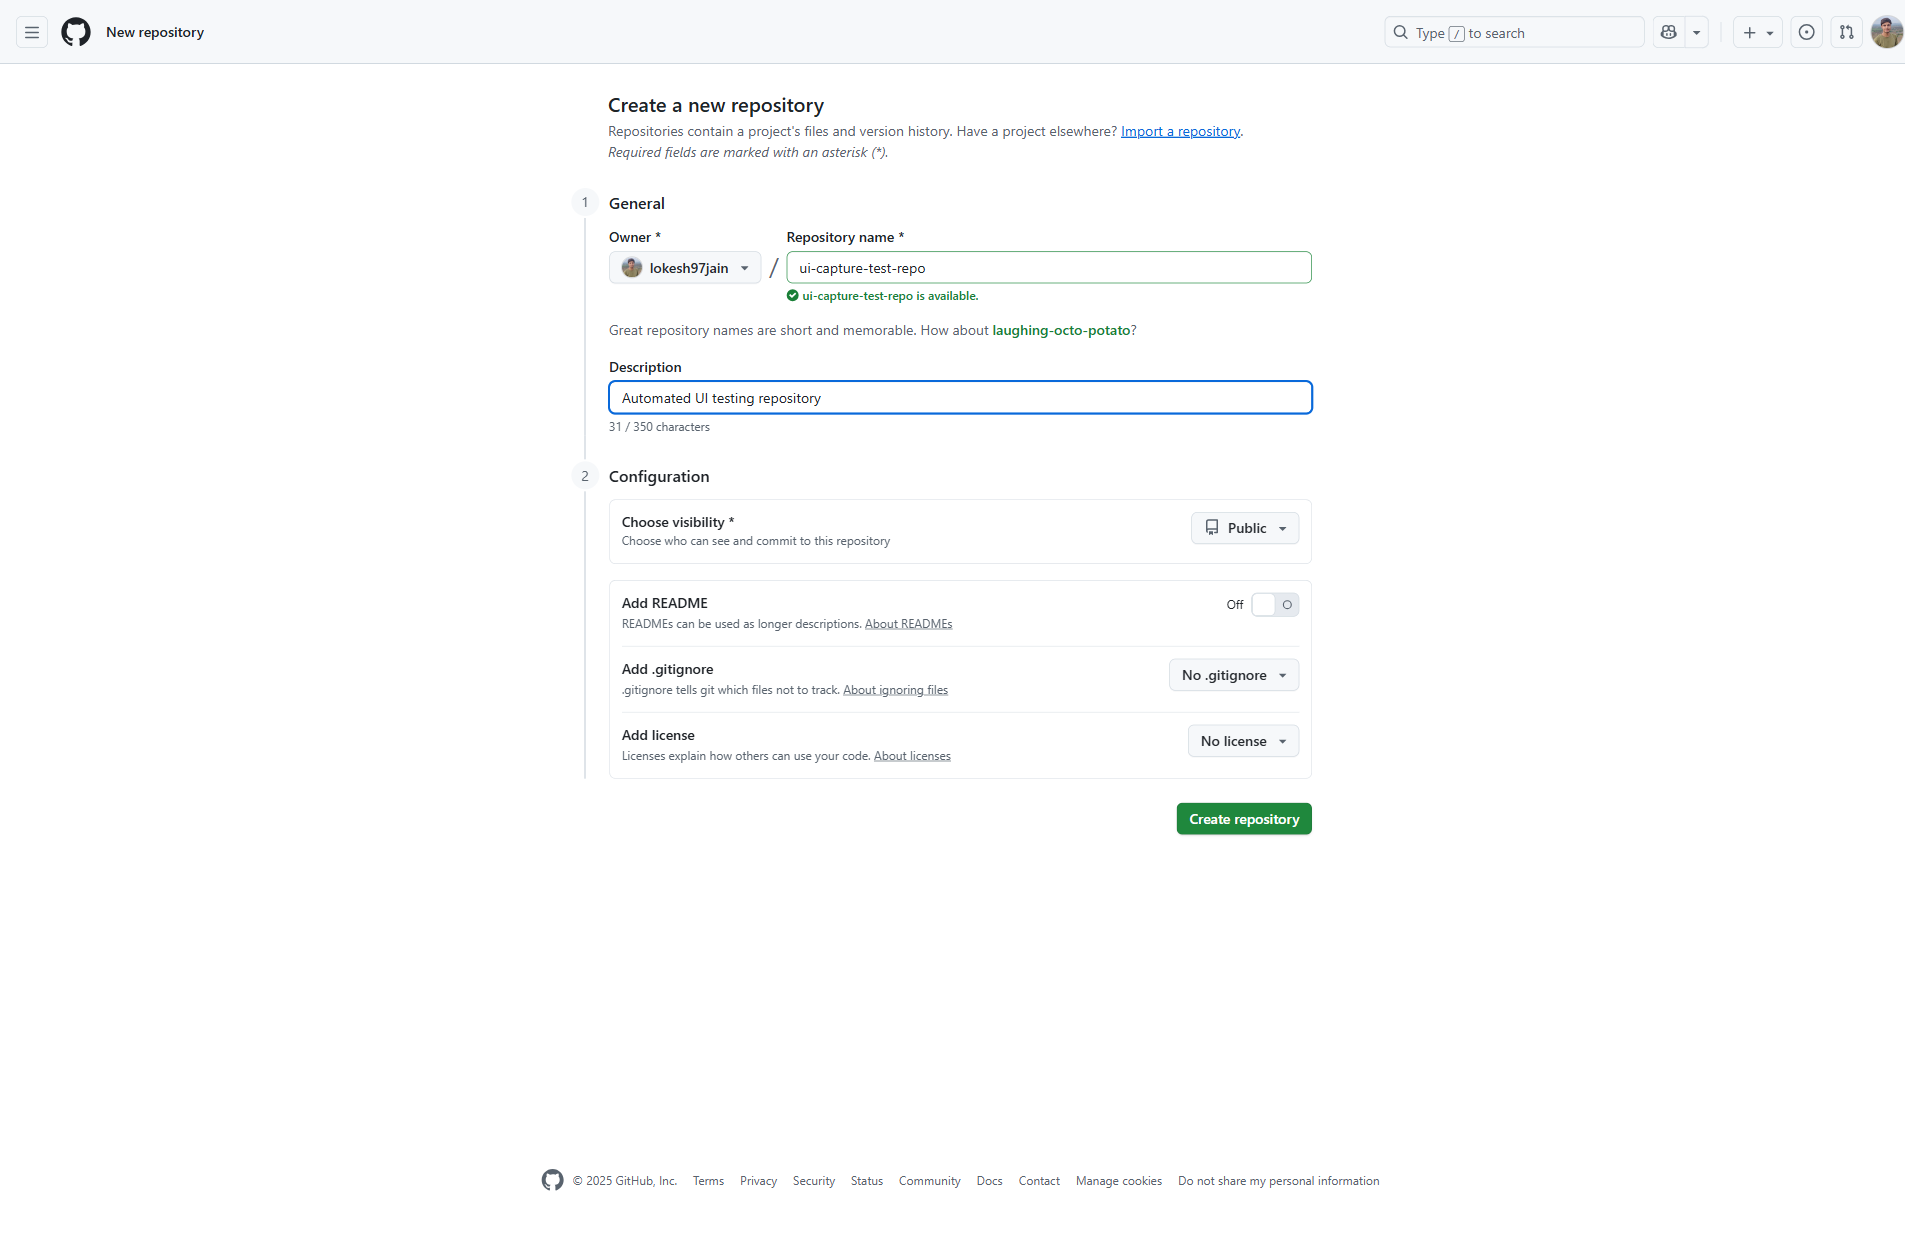 New repository
Type / to search
Create a new repository
Repositories contain a project's files and version history. Have a project elsewhere? Import a repository.
Required fields are marked with an asterisk (*).
1 General
Owner * Repository name *
lokesh97jain / ui-capture-test-repo
ui-capture-test-repo is available.
Great repository names are short and memorable. How about laughing-octo-potato?
Description
Automated UI testing repository
31 / 350 characters
2 Configuration
Choose visibility *
Choose who can see and commit to this repository
Public
Add README
READMEs can be used as longer descriptions. About READMEs
Off
Add .gitignore
.gitignore tells git which files not to track. About ignoring files
No .gitignore
Add license
Licenses explain how others can use your code. About licenses
No license
Create repository
© 2025 GitHub, Inc. Terms Privacy Security Status Community Docs Contact Manage cookies Do not share my personal information